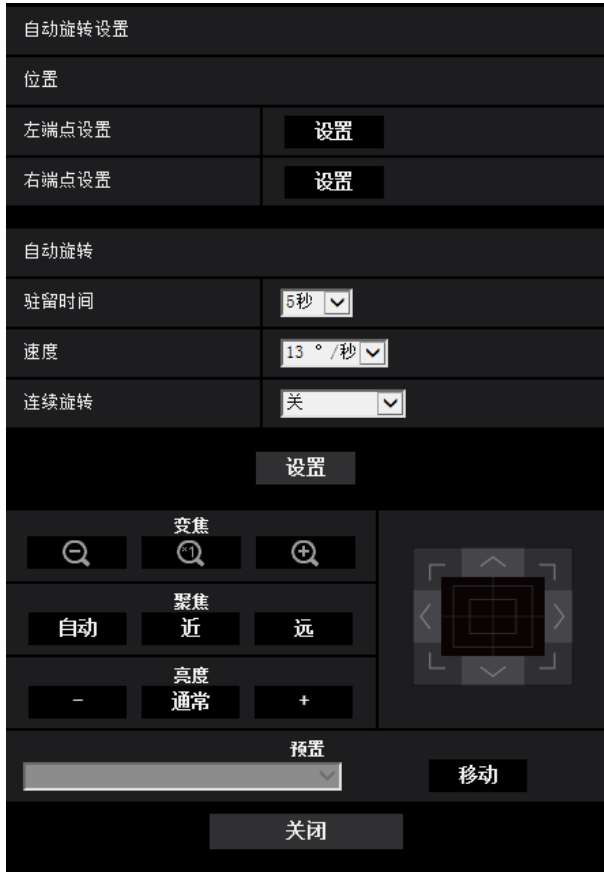 自动旋转设置
位置
左端点设置 设置
右端点设置 设置
自动旋转
驻留时间 5秒
速度 13 °/秒
连续旋转 关
设置
变焦
×1
聚焦
自动 近 远
亮度
- 通常 +
预置
移动
关闭